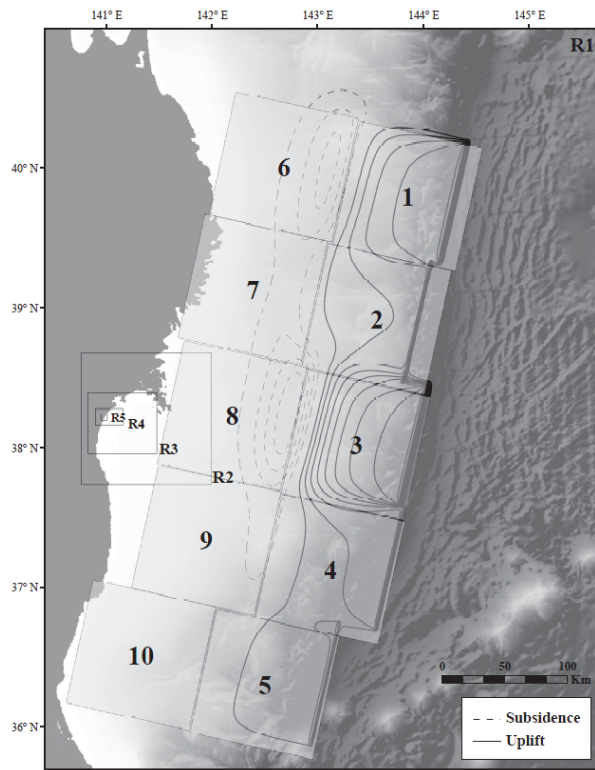 141° E 142° E 143° E 144° E 145° E
R1
40° N
6
1
39° N
7
2
R5
R4
38° N
8
3
R3
R2
9
37° N
4
10
5
0 50 100
Km
36° N
Subsidence
Uplift